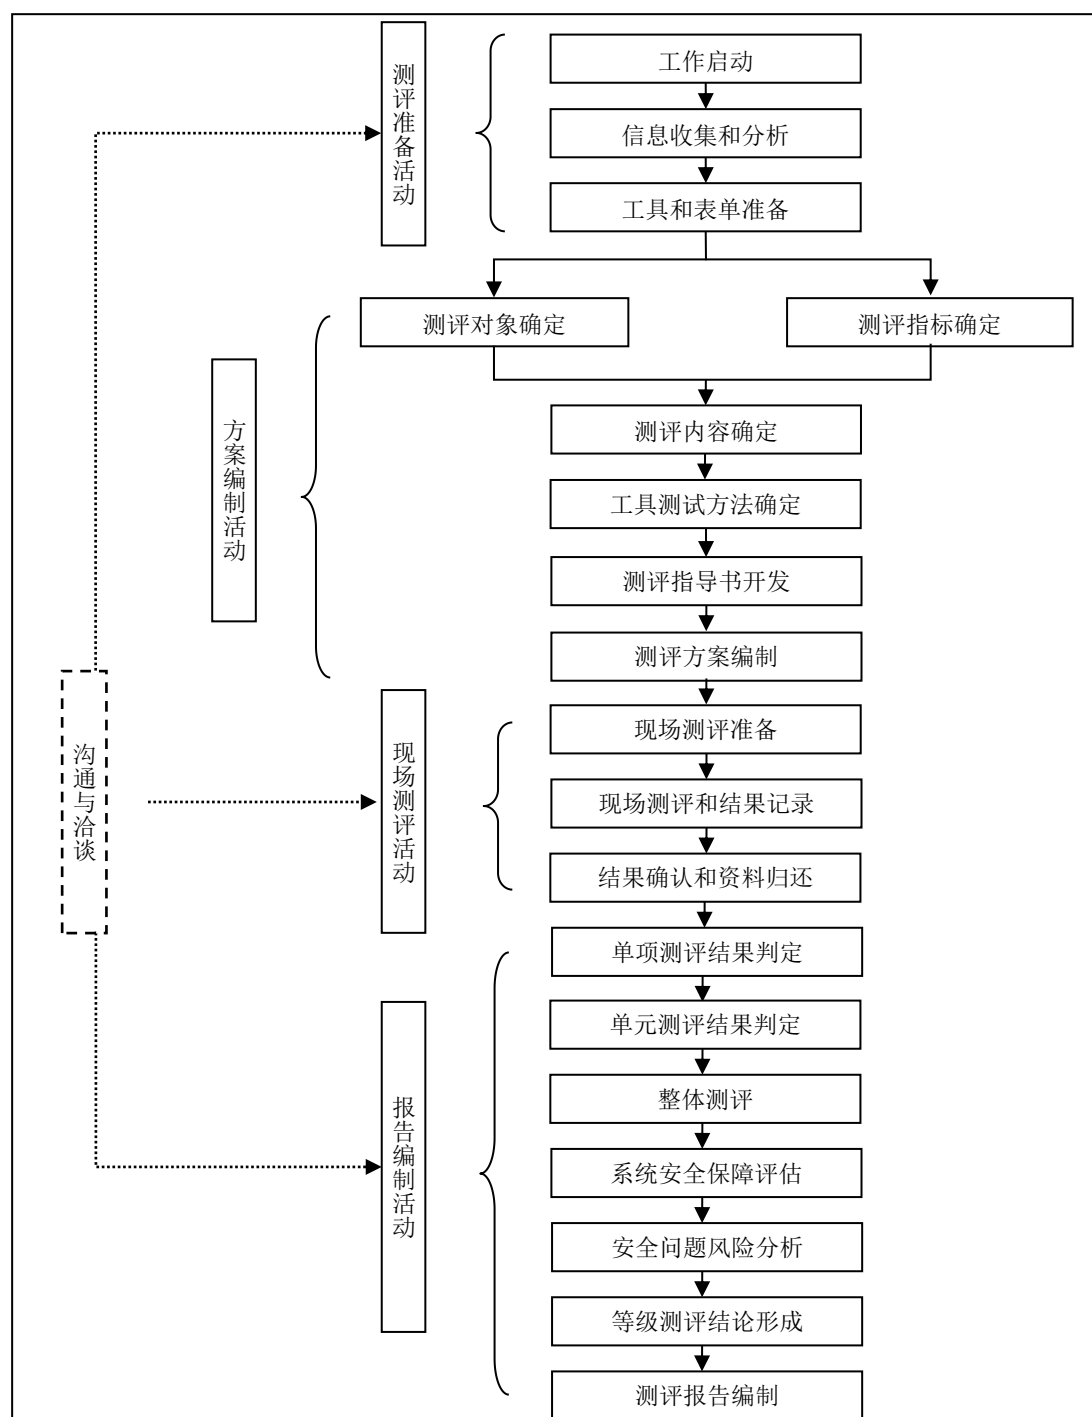 测评准备活动
工作启动
信息收集和分析
工具和表单准备
测评对象确定
测评指标确定
方案编制活动
测评内容确定
工具测试方法确定
测评指导书开发
测评方案编制
沟通与洽谈
现场测评活动
现场测评准备
现场测评和结果记录
结果确认和资料归还
报告编制活动
单项测评结果判定
单元测评结果判定
整体测评
系统安全保障评估
安全问题风险分析
等级测评结论形成
测评报告编制